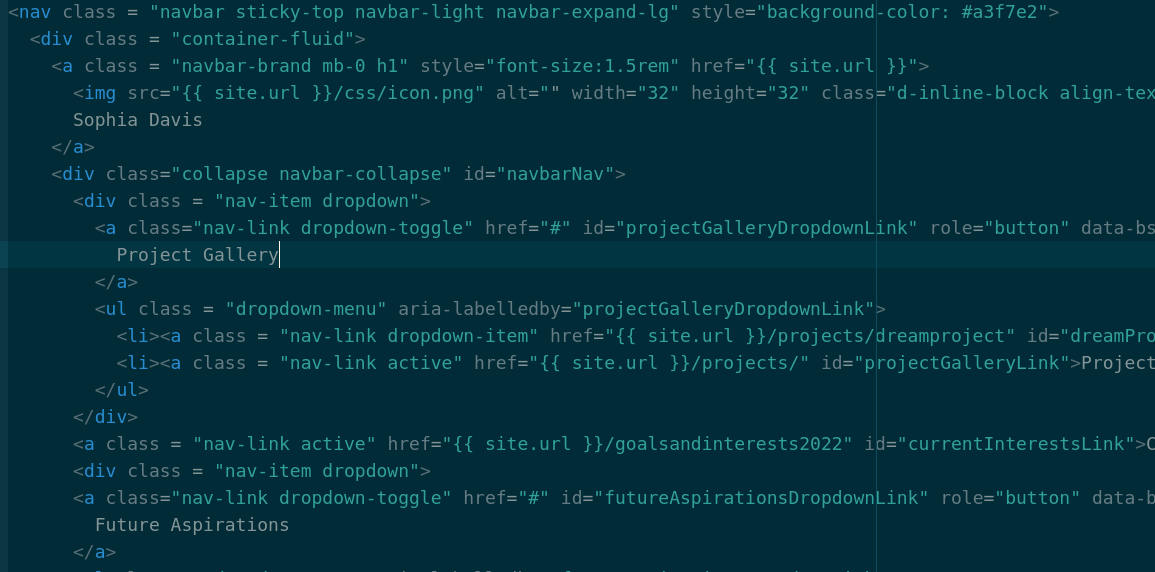 <nav class = "navbar sticky-top navbar-light navbar-expand-lg" style="background-color: #a3f7e2">
<div class = "container-fluid">
<a class = "navbar-brand mb-0 h1" style="font-size:1.5rem" href="{{ site.url }}">
<img src="{{ site.url }}/css/icon.png" alt="" width="32" height="32" class="d-inline-block align-tex
Sophia Davis
</a>
<div class="collapse navbar-collapse" id="navbarNav">
<div class = "nav-item dropdown">
<a class="nav-link dropdown-toggle" href="#" id="projectGalleryDropdownLink" role="button" data-bs
Project Gallery
</a>
<ul class = "dropdown-menu" aria-labelledby="projectGalleryDropdownLink">
<li><a class = "nav-link dropdown-item" href="{{ site.url }}/projects/dreamproject" id="dreamPro
<li><a class = "nav-link active" href="{{ site.url }}/projects/" id="projectGalleryLink">Project
</ul>
</div>
<a class = "nav-link active" href="{{ site.url }}/goalsandinterests2022" id="currentInterestsLink">C
<div class = "nav-item dropdown">
<a class="nav-link dropdown-toggle" href="#" id="futureAspirationsDropdownLink" role="button" data-b
Future Aspirations
</a>